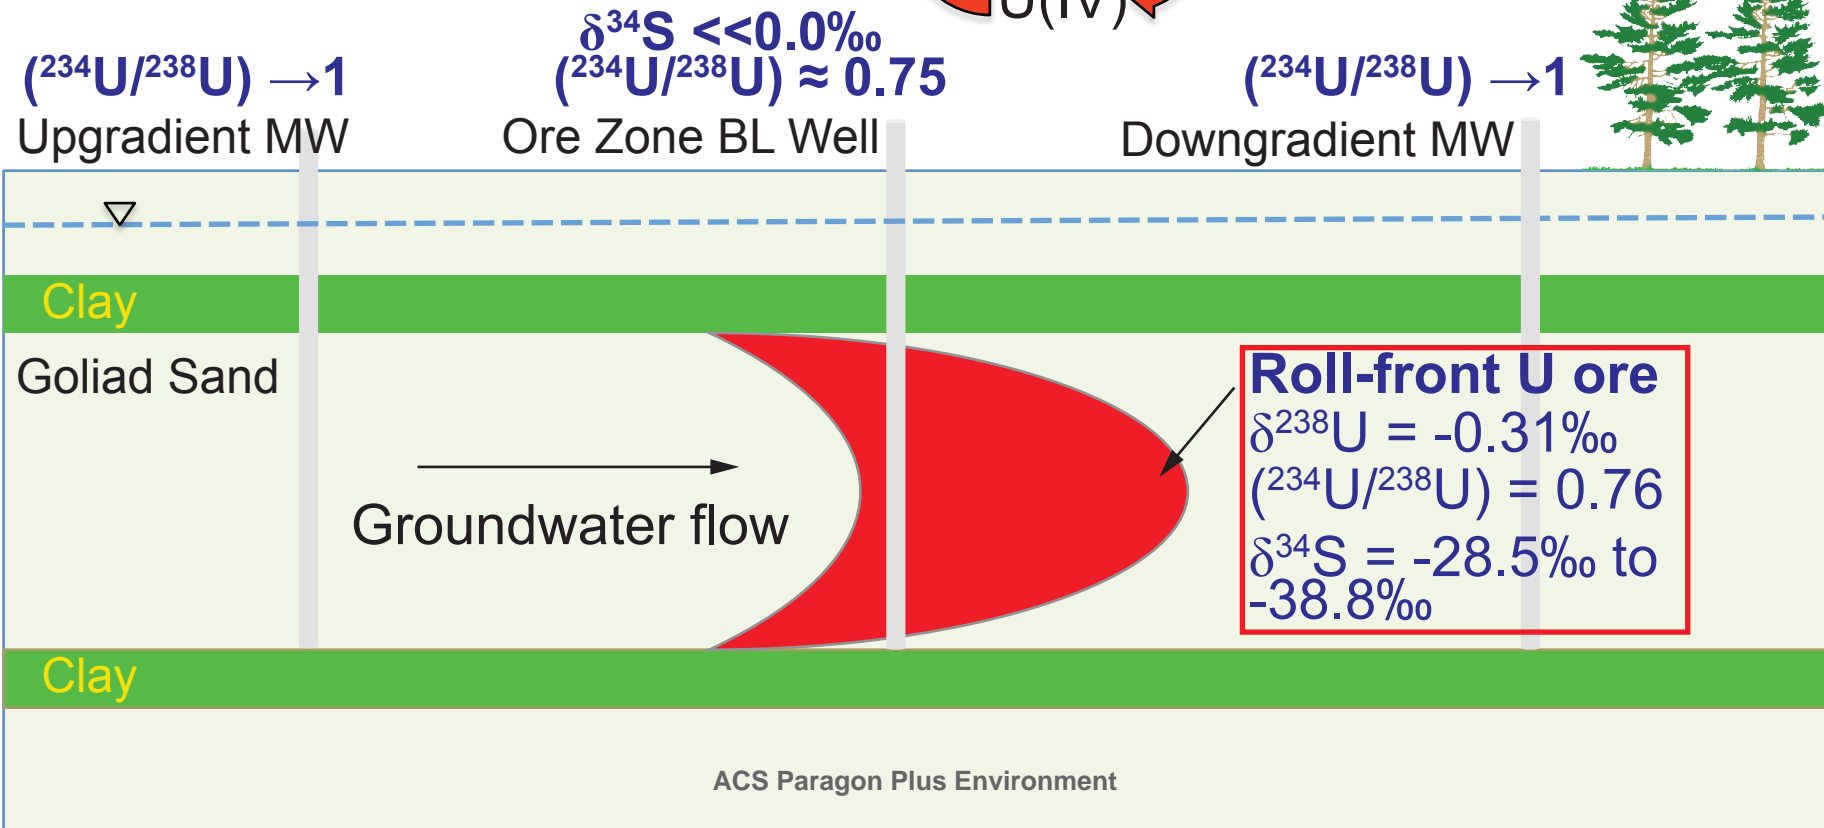 U(IV)
δ³⁴S <<0.0‰
(²³⁴U/²³⁸U) →1
(²³⁴U/²³⁸U) ≈ 0.75
(²³⁴U/²³⁸U) →1
Upgradient MW
Ore Zone BL Well
Downgradient MW
Clay
Goliad Sand
Groundwater flow
Roll-front U ore
δ²³⁸U = -0.31‰
(²³⁴U/²³⁸U) = 0.76
δ³⁴S = -28.5‰ to
-38.8‰
Clay
ACS Paragon Plus Environment